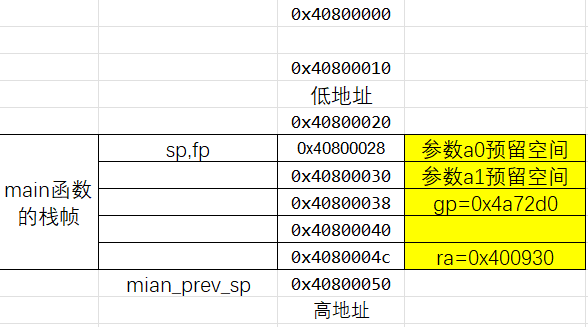 0x40800000
0x40800010
低地址
0x40800020
main函数的栈帧
sp,fp 0x40800028 参数a0预留空间
0x40800030 参数a1预留空间
0x40800038 gp=0x4a72d0
0x40800040
0x4080004c ra=0x400930
mian_prev_sp 0x40800050
高地址